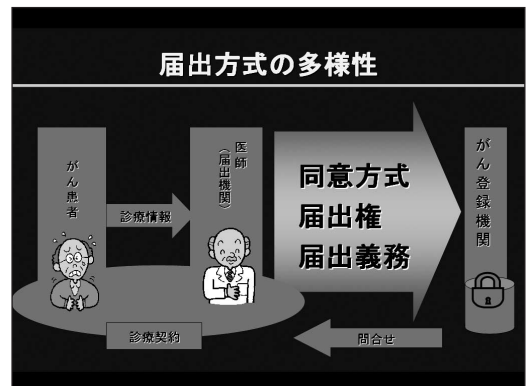 届出方式の多様性
がん患者
診療情報
医師
（届出機関）
同意方式
届出権
届出義務
がん登録機関
診療契約
問合せ